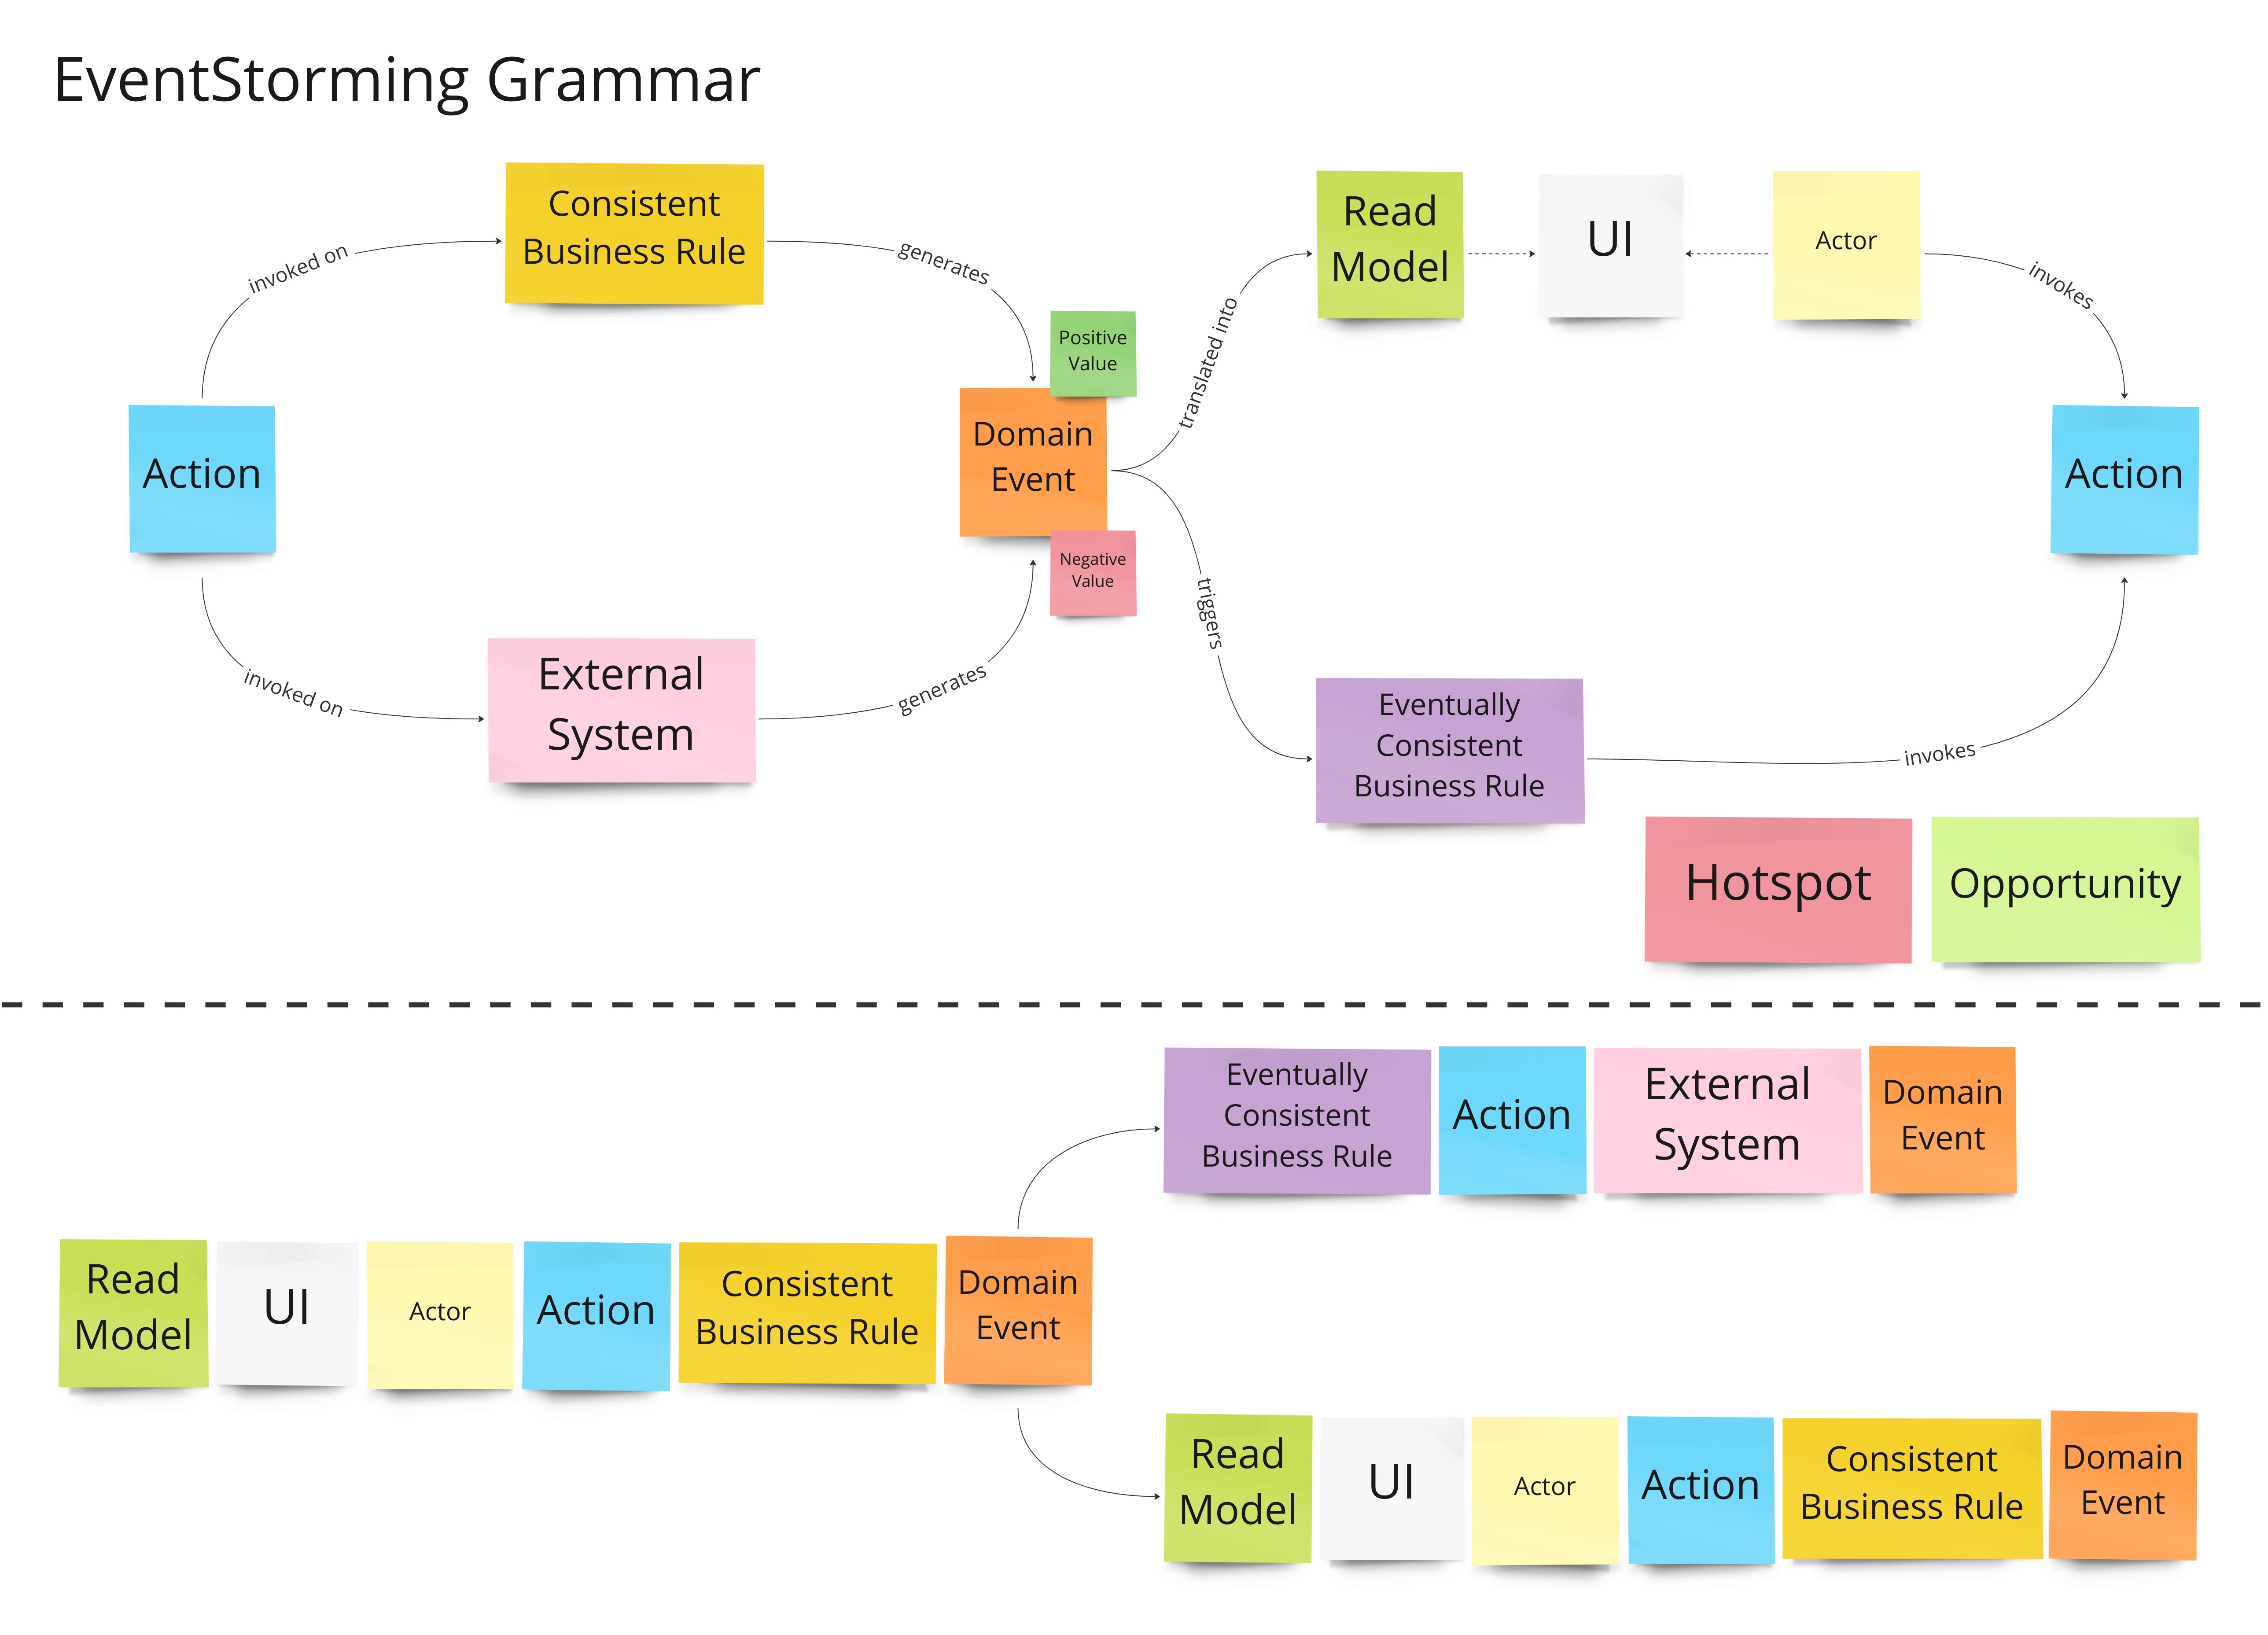 EventStorming Grammar
Consistent
Business Rule
Read
Model
UI
Actor
invoked on
generates
translated into
invokes
Positive
Value
Action
Domain
Event
Action
Negative
Value
triggers
External
System
invoked on
generates
Eventually
Consistent
Business Rule
invokes
Hotspot
Opportunity
Eventually
Consistent
Business Rule
Action
External
System
Domain
Event
Read
Model
UI
Actor
Action
Consistent
Business Rule
Domain
Event
Read
Model
UI
Actor
Action
Consistent
Business Rule
Domain
Event